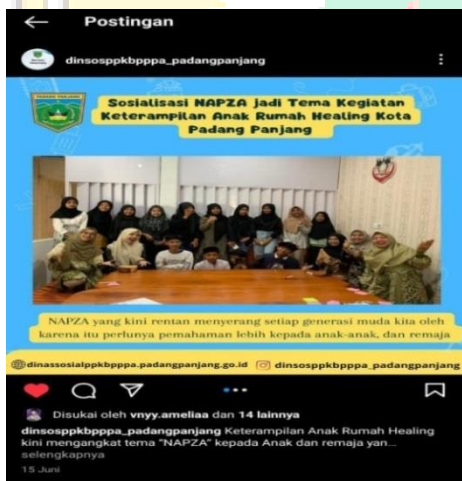 Postingan
dinsosppkbpppa_padangpanjang
Sosialisasi NAPZA jadi Tema Kegiatan
Keterampilan Anak Rumah Healing Kota
Padang Panjang
NAPZA yang kini rentan menyerang setiap generasi muda kita oleh
karena itu perlunya pemahaman lebih kepada anak-anak, dan remaja
dinassosialppkbpppa.padangpanjang.go.id dinsosppkbpppa_padangpanjang
Disukai oleh vnyy.ameliaa dan 14 lainnya
dinsosppkbpppa_padangpanjang Keterampilan Anak Rumah Healing
kini mengangkat tema "NAPZA" kepada Anak dan remaja yan...
selengkapnya
15 Juni